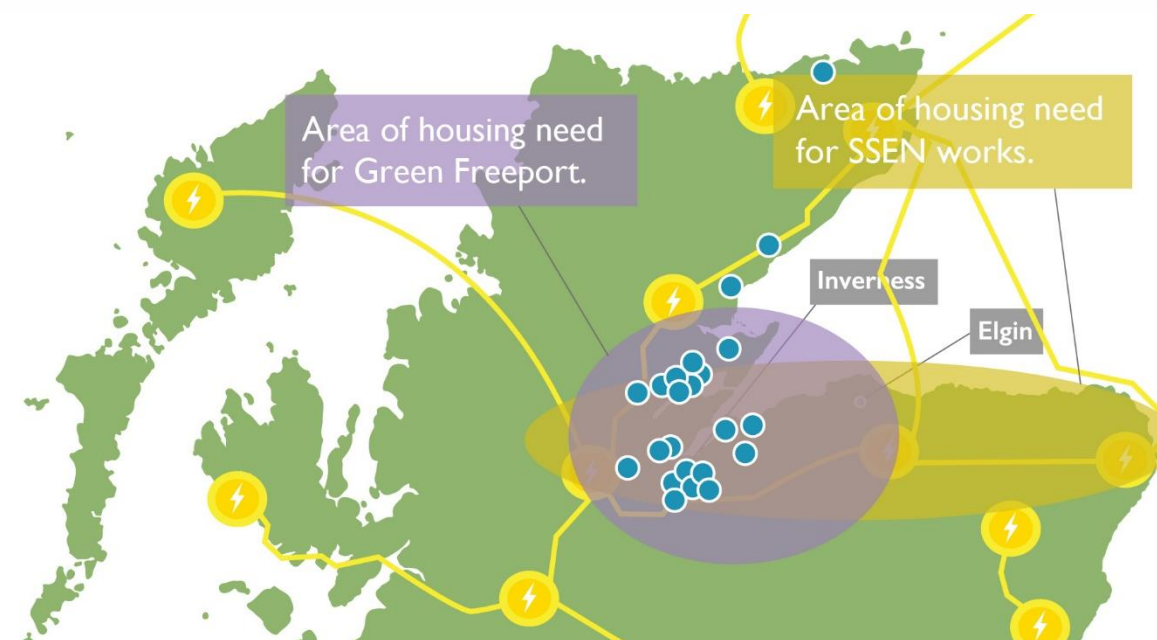 Area of housing need
for Green Freeport.
Area of housing need
for SSEN works.
Inverness
Elgin